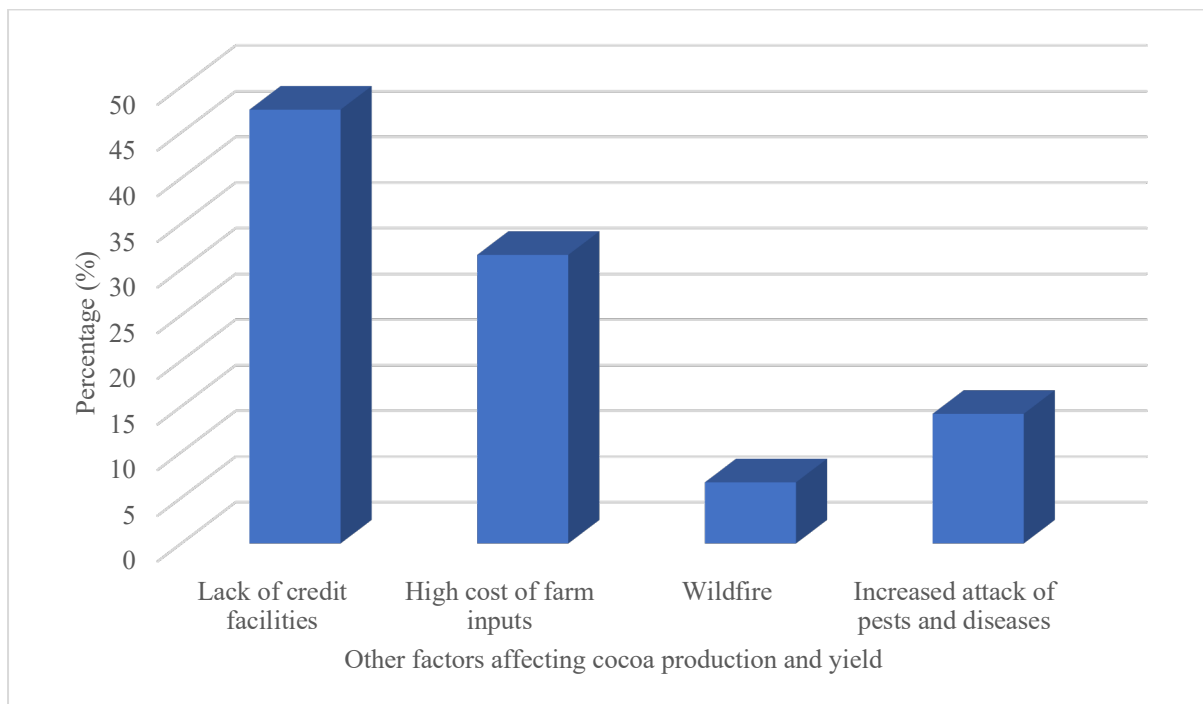 50
45
40
35
30
25
20
15
10
5
0
Percentage (%)
Lack of credit
facilities
High cost of farm
inputs
Wildfire
Increased attack of
pests and diseases
Other factors affecting cocoa production and yield